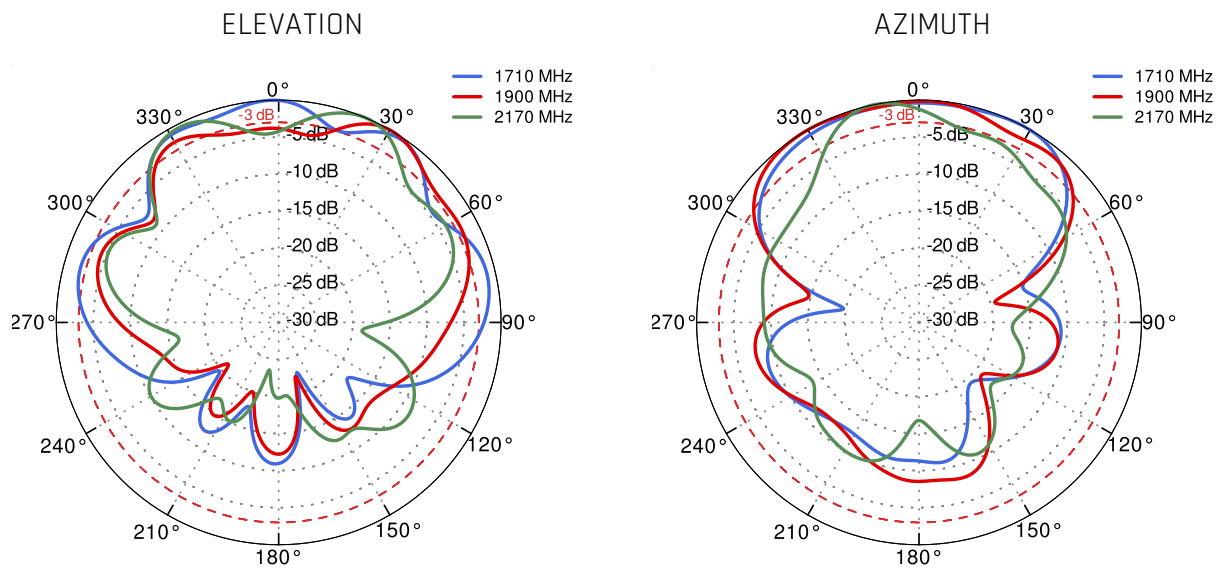 ELEVATION
1710 MHz
1900 MHz
2170 MHz
0°
30°
60°
90°
120°
150°
180°
210°
240°
270°
300°
330°
-3 dB
-5 dB
-10 dB
-15 dB
-20 dB
-25 dB
-30 dB
AZIMUTH
1710 MHz
1900 MHz
2170 MHz
0°
30°
60°
90°
120°
150°
180°
210°
240°
270°
300°
330°
-3 dB
-5 dB
-10 dB
-15 dB
-20 dB
-25 dB
-30 dB